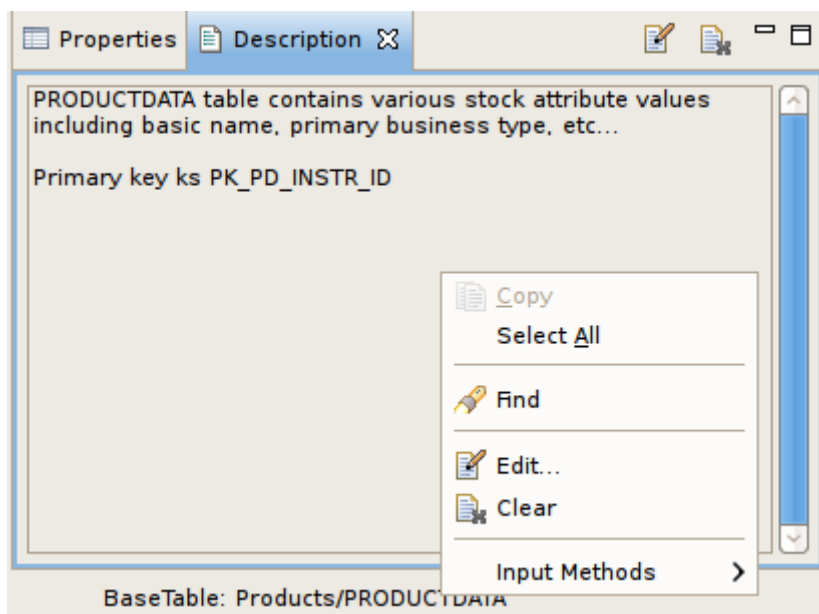 Properties Description
PRODUCTDATA table contains various stock attribute values
including basic name, primary business type, etc...
Primary key ks PK_PD_INSTR_ID
Copy
Select All
Find
Edit...
Clear
Input Methods
BaseTable: Products/PRODUCTDATA